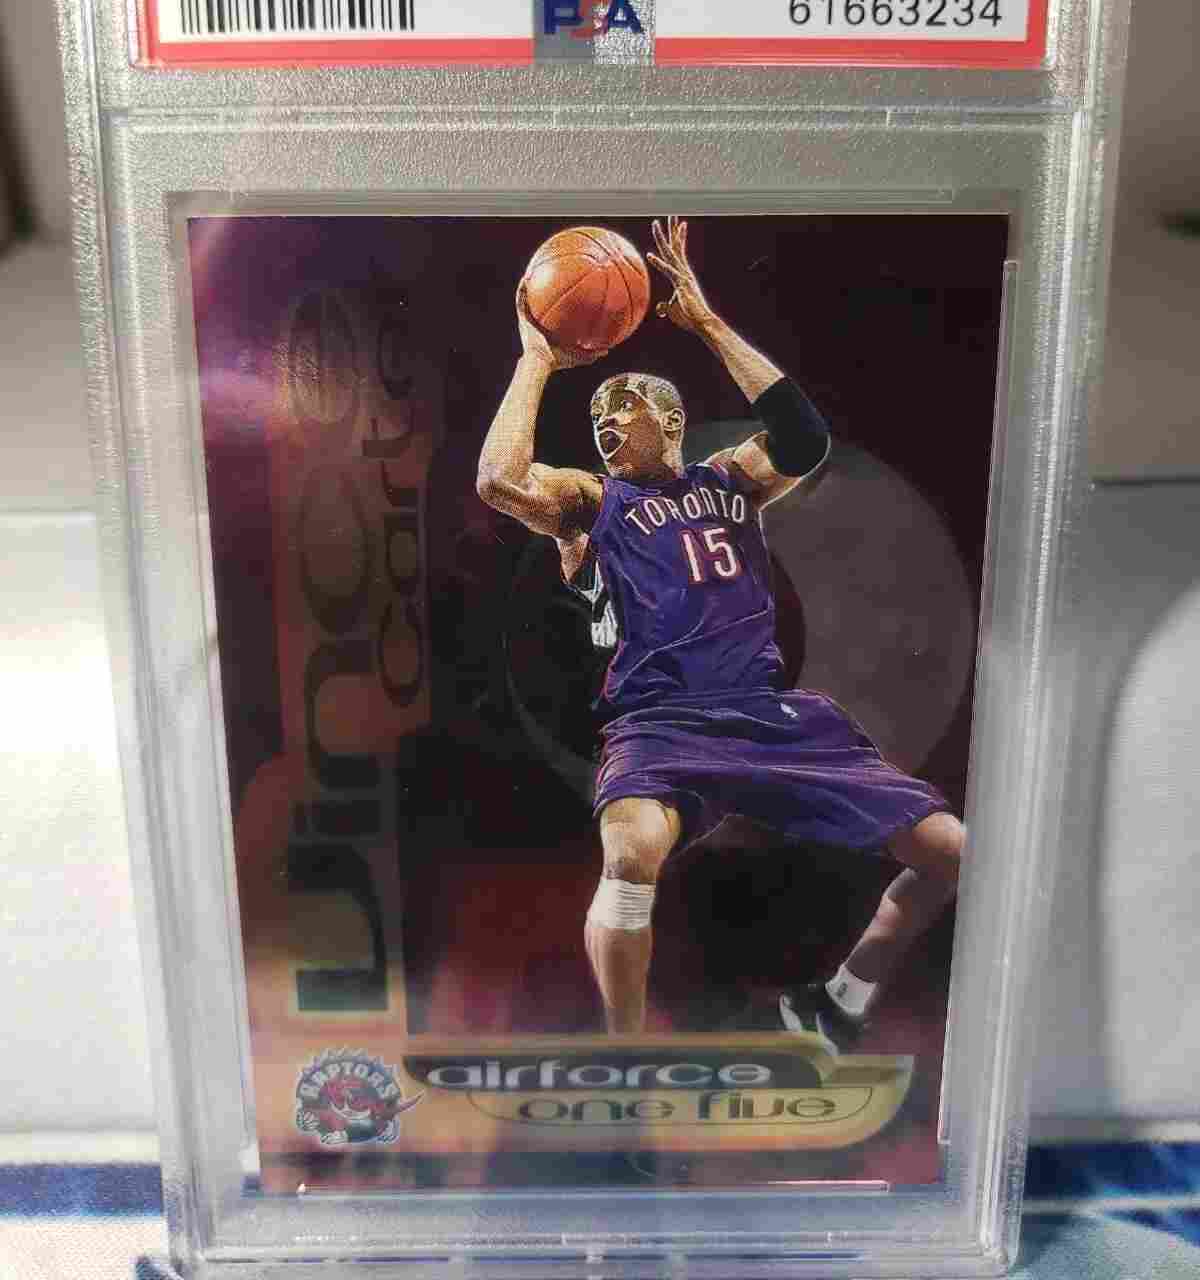 PSA
61663234
vince
carter
TORONTO
15
RAPTORS
airforce
one five